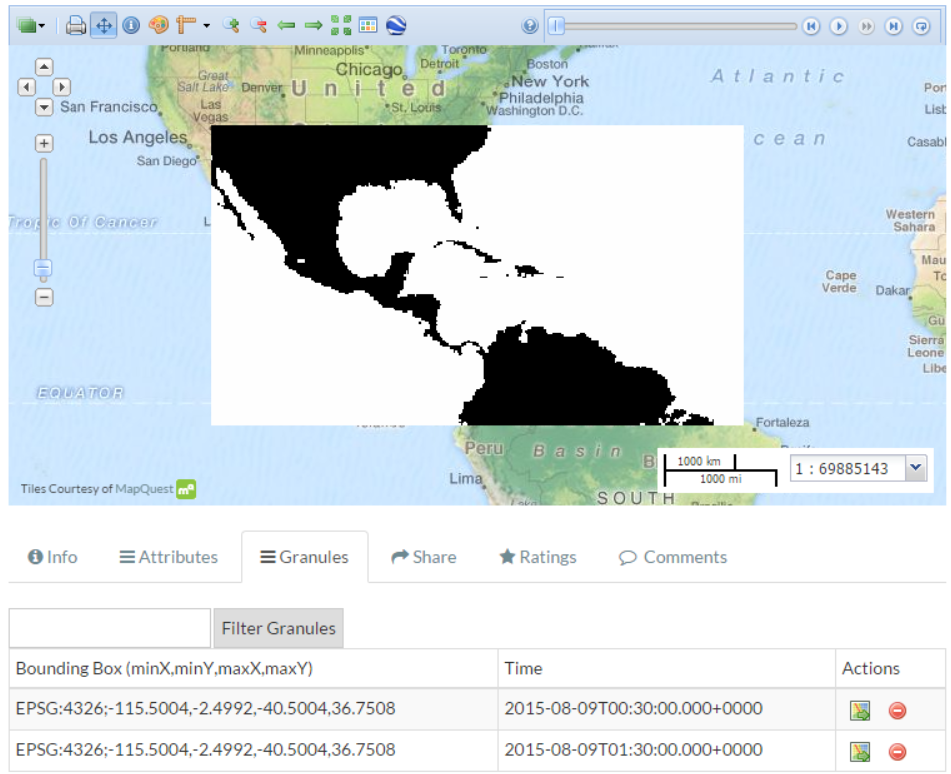 Portland
Minneapolis
Toronto
Great
Salt Lake
Denver
Chicago
Detroit
Boston
New York
Philadelphia
Washington D.C.
United
St. Louis
San Francisco
Las
Vegas
Los Angeles
San Diego
Atlantic
cean
Casabl
Tropic Of Cancer
L
Western
Sahara
Mau
Cape
Verde
Dakar
Gu
Sierra
Leone
Libe
EQUATOR
Fortaleza
Peru
Basin
B
Lima
SOUTH
1000 km
1000 mi
1 : 69885143
Tiles Courtesy of MapQuest
Info
Attributes
Granules
Share
Ratings
Comments
Filter Granules
Bounding Box (minX,minY,maxX,maxY) Time Actions
EPSG:4326;-115.5004,-2.4992,-40.5004,36.7508 2015-08-09T00:30:00.000+0000
EPSG:4326;-115.5004,-2.4992,-40.5004,36.7508 2015-08-09T01:30:00.000+0000